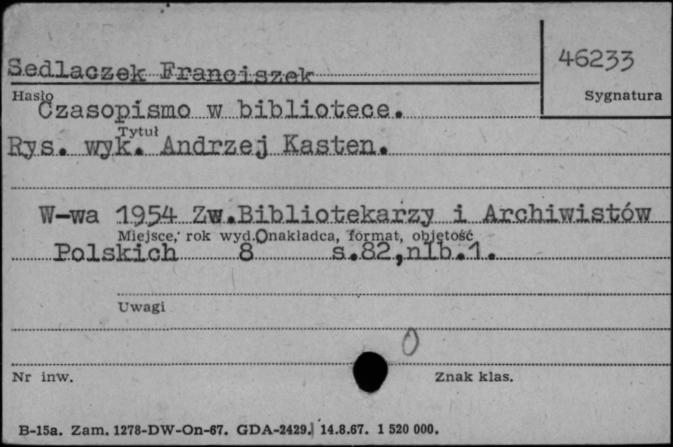 46233
Sedlaczek Franciszek
Hasło
Sygnatura
Czasopismo w bibliotece.
Tytuł
Rys. wyk. Andrzej Kasten.
W-wa 1954 Zw.Bibliotekarzy i Archiwistów
Miejsce, rok wyd. nakładca, format, objętość
Polskich 8° s.82,nlb.1.
Uwagi
0
Nr inw.
Znak klas.
B-15a. Zam. 1278-DW-On-67. GDA-2429. 14.8.67. 1 520 000.